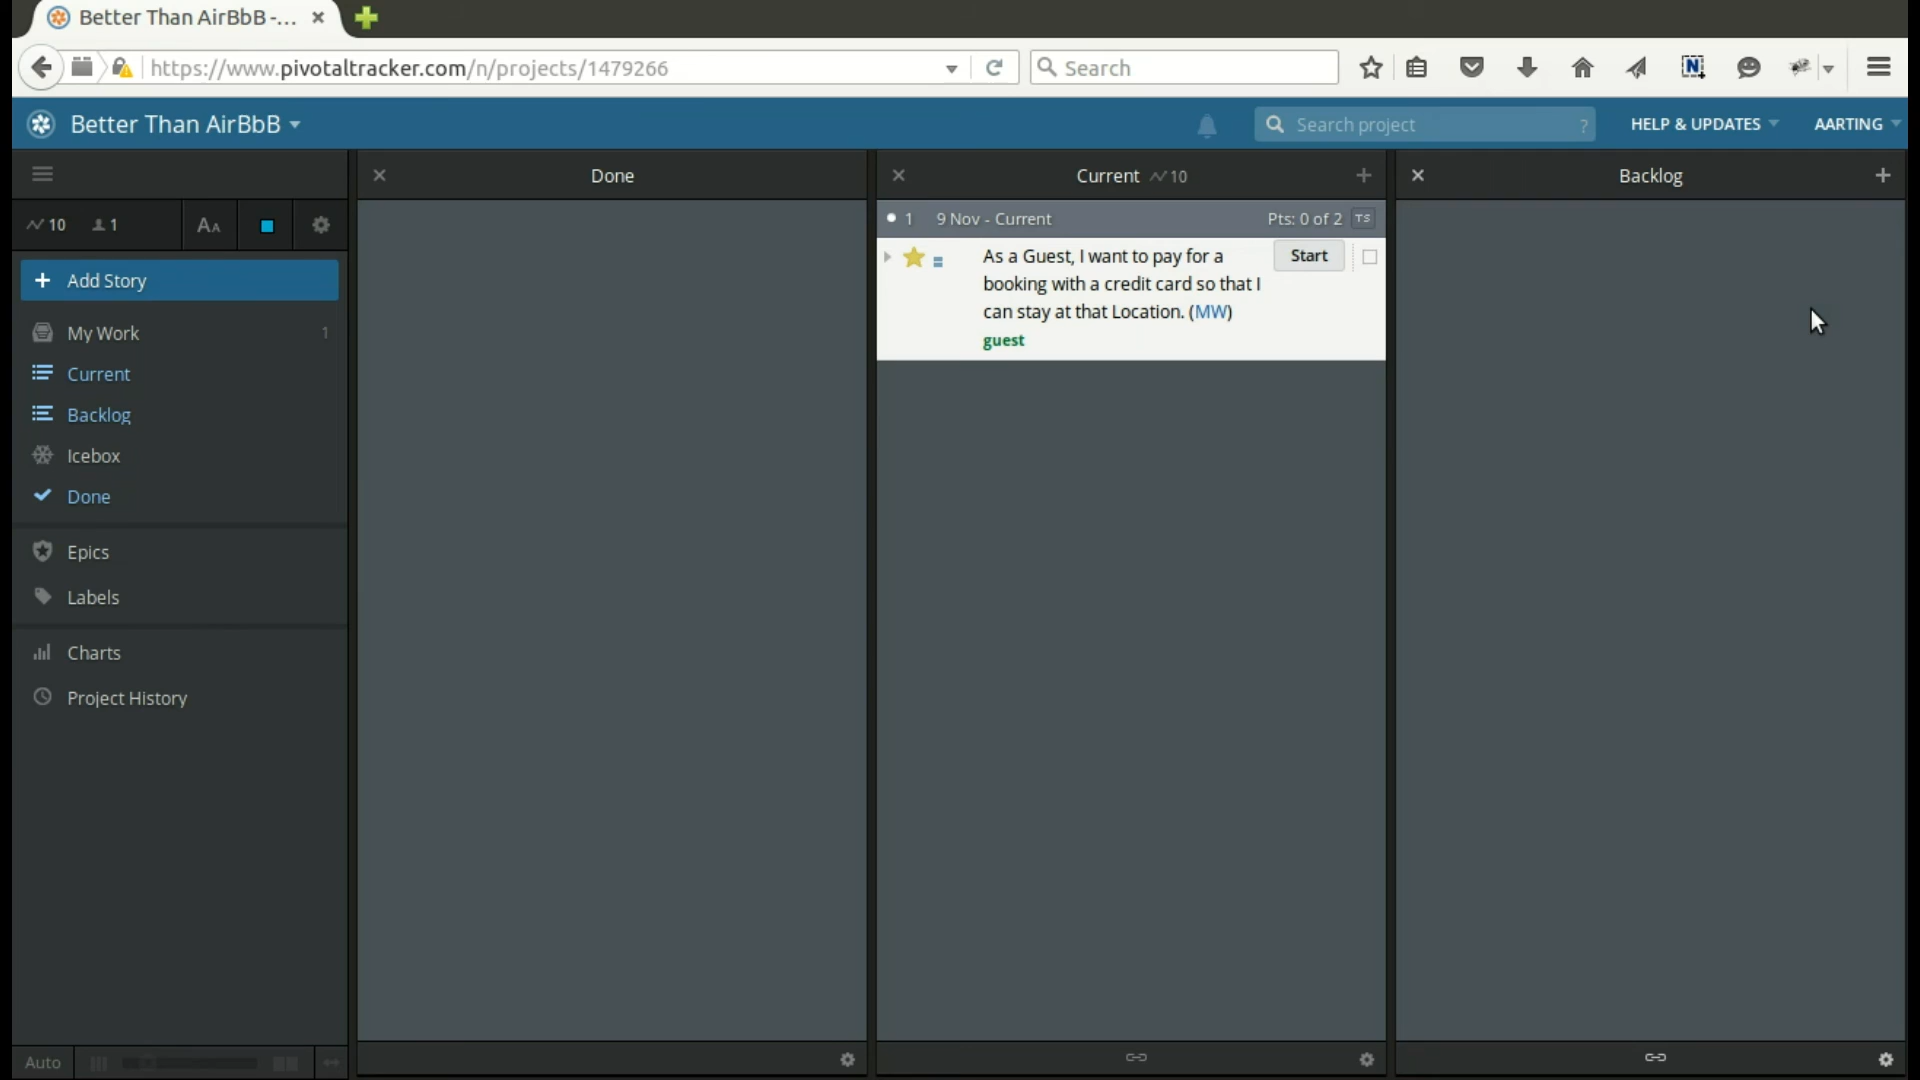 Better Than AirBbB -...
https://www.pivotaltracker.com/n/projects/1479266
Search
Better Than AirBbB
Search project
?
HELP & UPDATES
AARTING
Done
Current 10
Backlog
10
1
AA
1 9 Nov - Current
Pts: 0 of 2
TS
Add Story
As a Guest, I want to pay for a
booking with a credit card so that I
can stay at that Location. (MW)
guest
Start
My Work 1
Current
Backlog
Icebox
Done
Epics
Labels
Charts
Project History
Auto